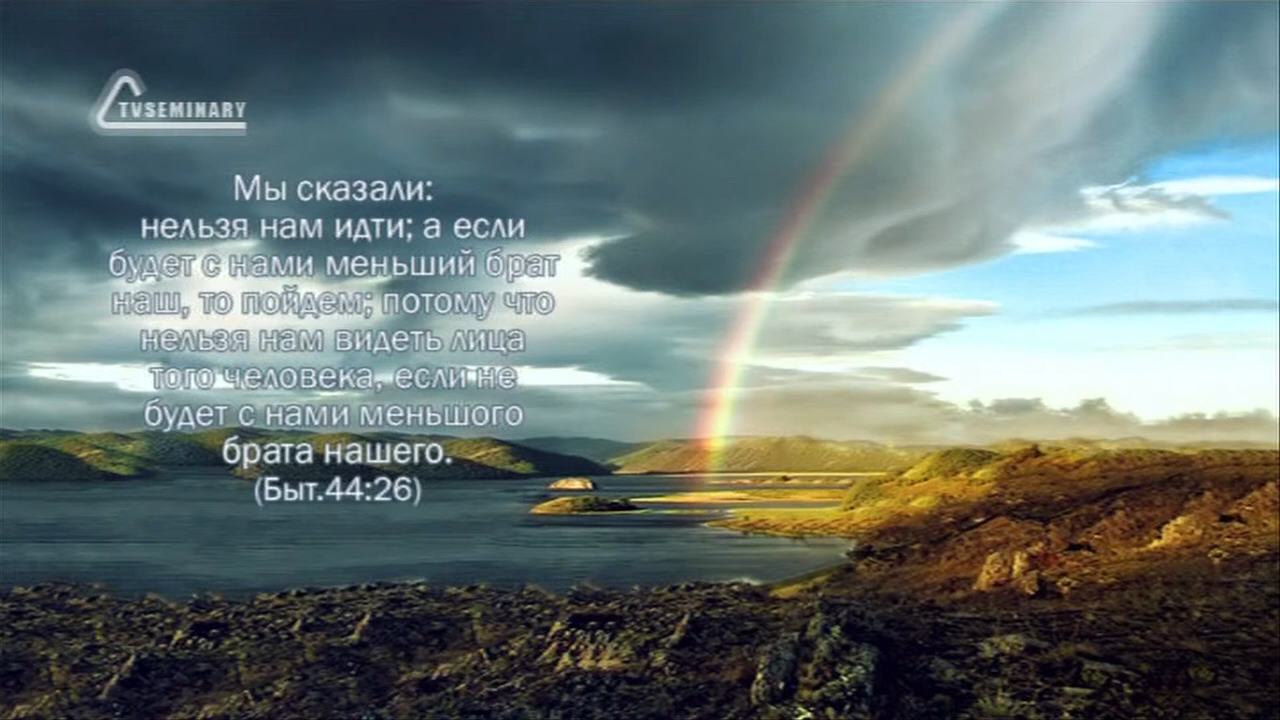 TVSEMINARY
Мы сказали:
нельзя нам идти; а если
будет с нами меньший брат
наш, то пойдем; потому что
нельзя нам видеть лица
того человека, если не
будет с нами меньшого
брата нашего.
(Быт.44:26)